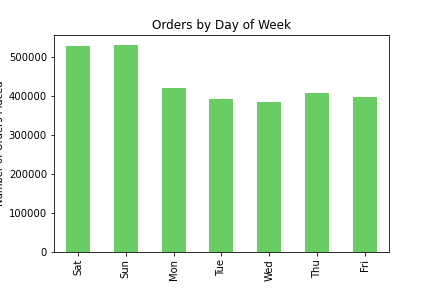 Orders by Day of Week
500000
400000
300000
200000
100000
0
Sat
Sun
Mon
Tue
Wed
Thu
Fri